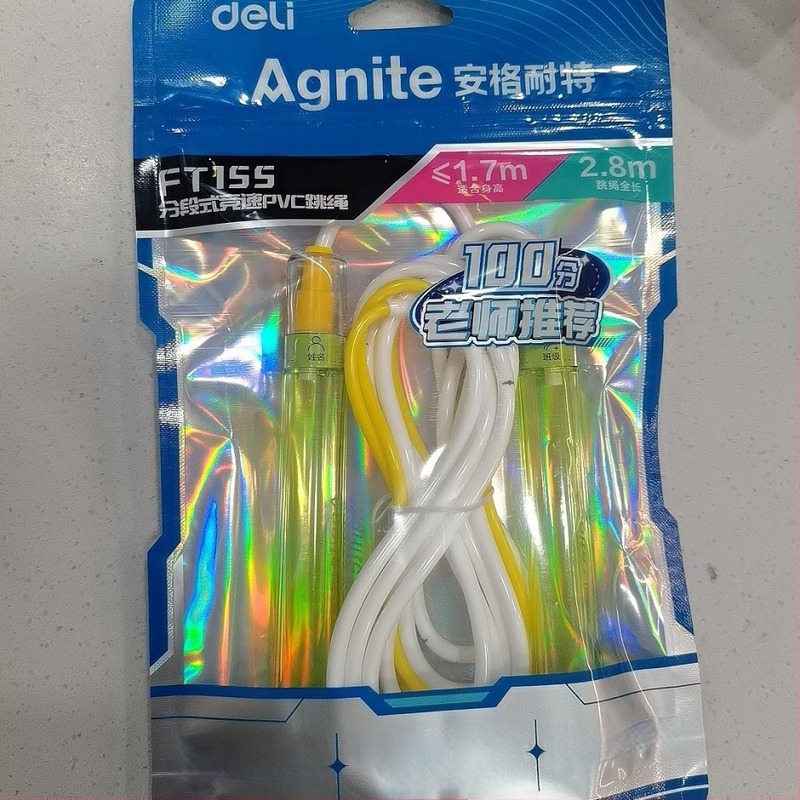 deli
Agnite 安格耐特
FT155
分段式竞速PVC跳绳
≤1.7m
适合身高
2.8m
跳绳全长
100分
老师推荐
姓名
班级